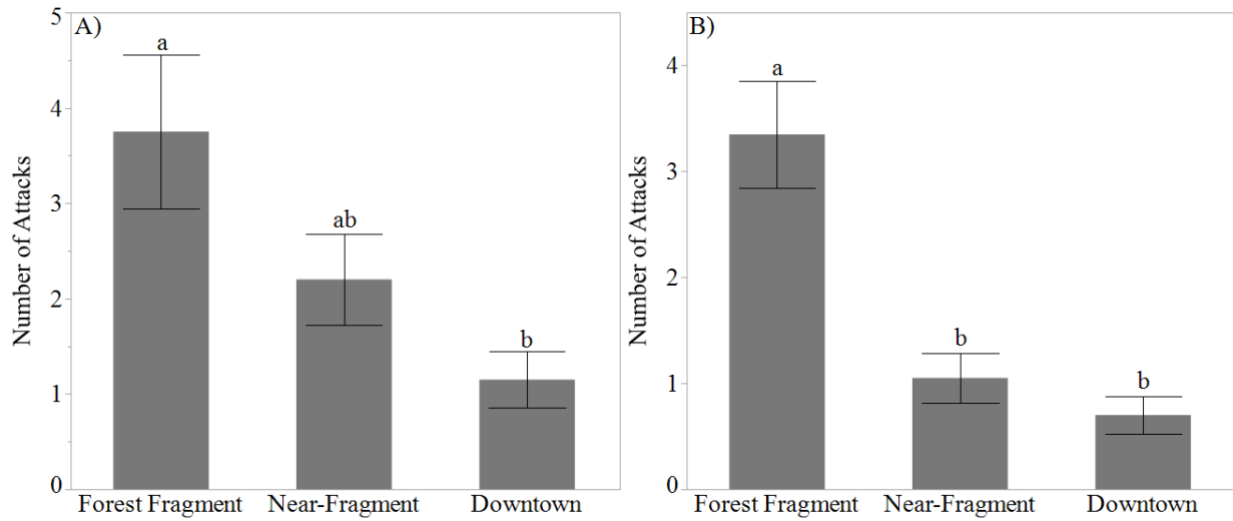 A)
Number of Attacks
5
4
3
2
1
0
a
ab
b
Forest Fragment
Near-Fragment
Downtown
B)
Number of Attacks
4
3
2
1
0
a
b
b
Forest Fragment
Near-Fragment
Downtown